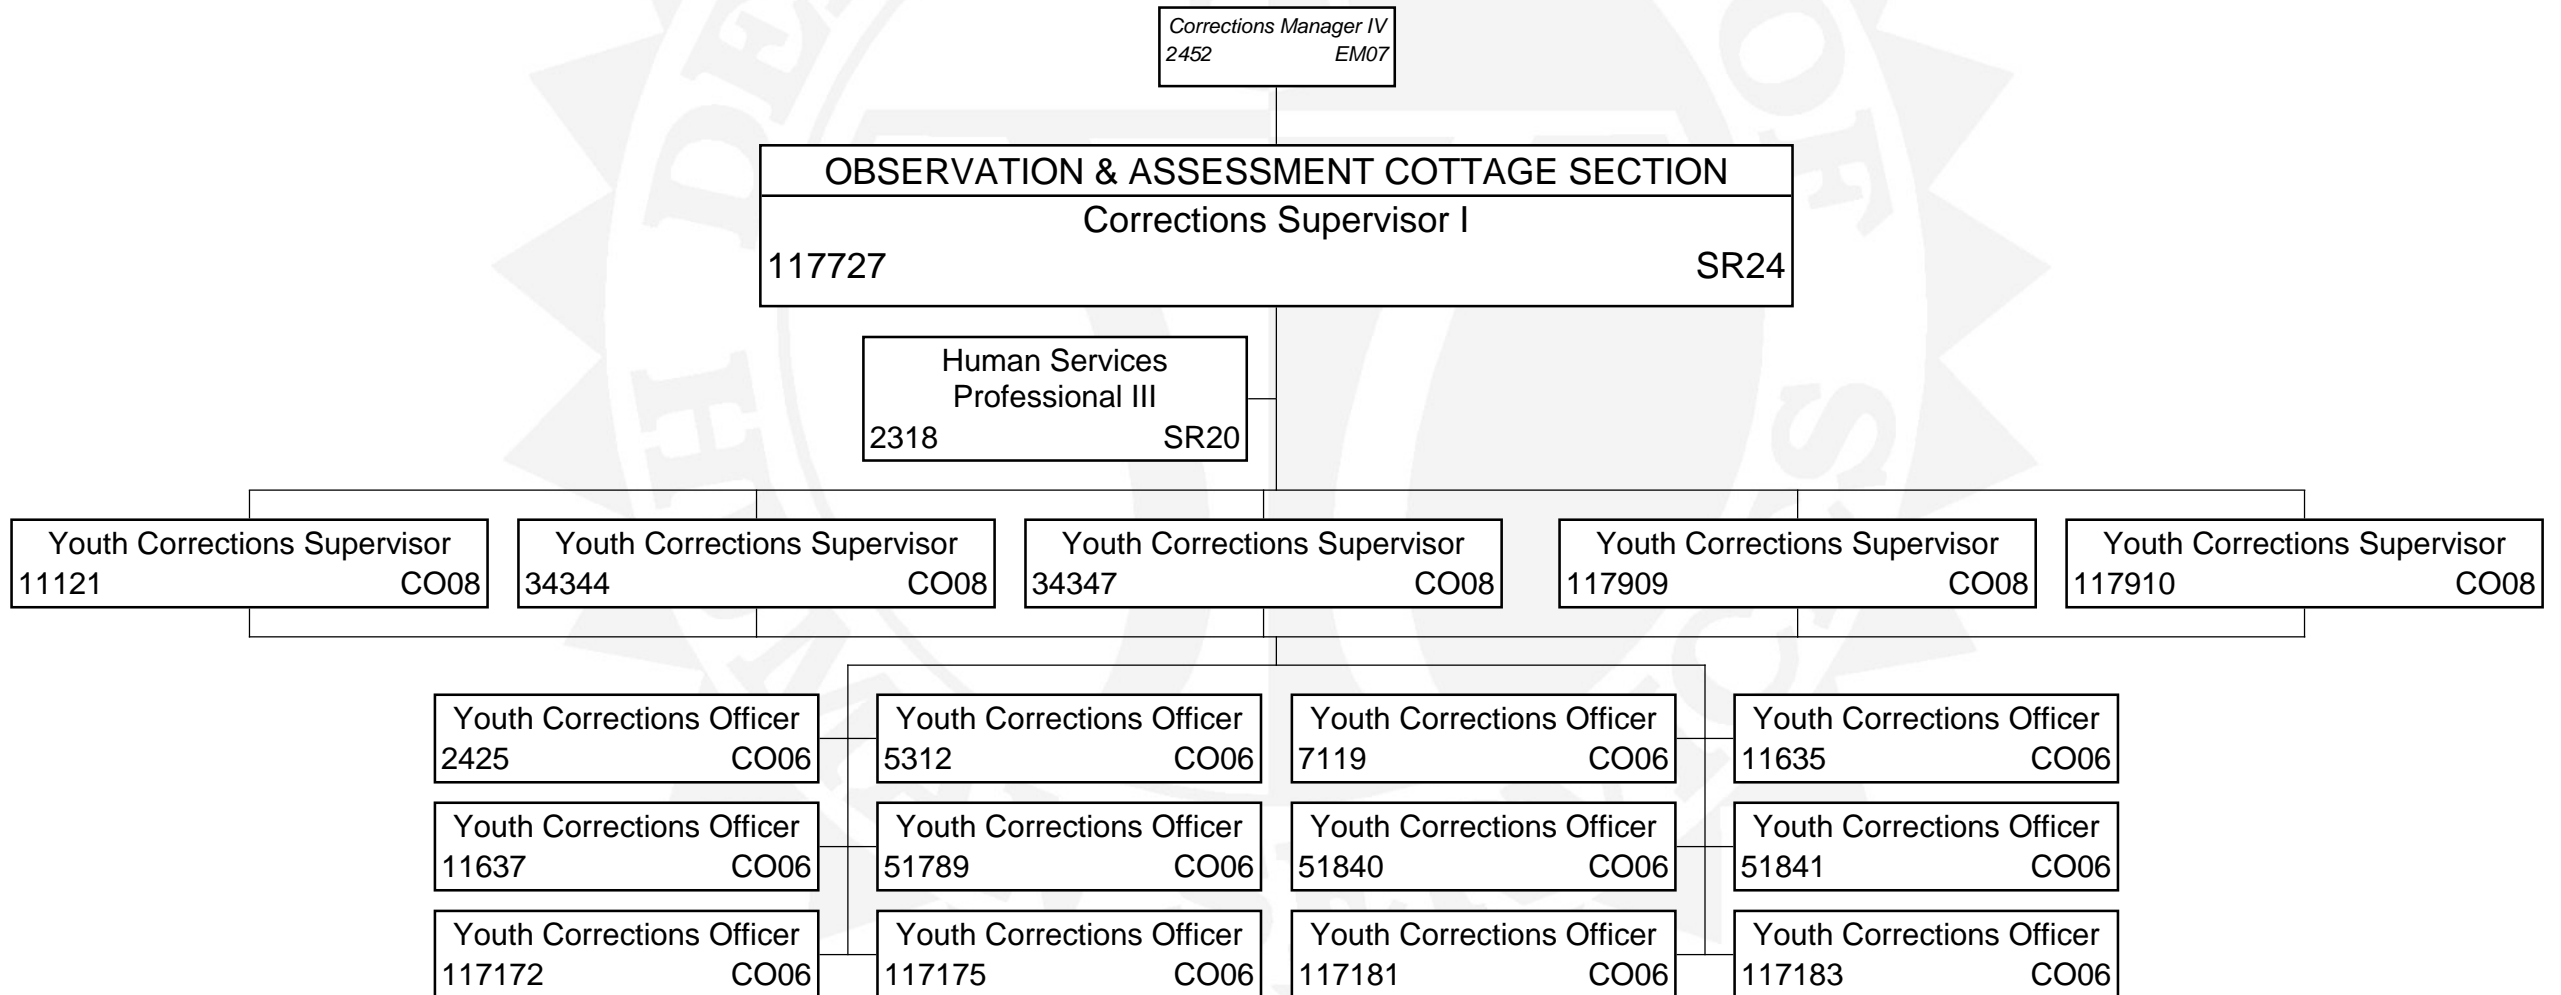 Corrections Manager IV
2452 EM07
OBSERVATION & ASSESSMENT COTTAGE SECTION
Corrections Supervisor I
117727 SR24
Human Services
Professional III
2318 SR20
Youth Corrections Supervisor
11121 CO08
Youth Corrections Supervisor
34344 CO08
Youth Corrections Supervisor
34347 CO08
Youth Corrections Supervisor
117909 CO08
Youth Corrections Supervisor
117910 CO08
Youth Corrections Officer
2425 CO06
Youth Corrections Officer
5312 CO06
Youth Corrections Officer
7119 CO06
Youth Corrections Officer
11635 CO06
Youth Corrections Officer
11637 CO06
Youth Corrections Officer
51789 CO06
Youth Corrections Officer
51840 CO06
Youth Corrections Officer
51841 CO06
Youth Corrections Officer
117172 CO06
Youth Corrections Officer
117175 CO06
Youth Corrections Officer
117181 CO06
Youth Corrections Officer
117183 CO06